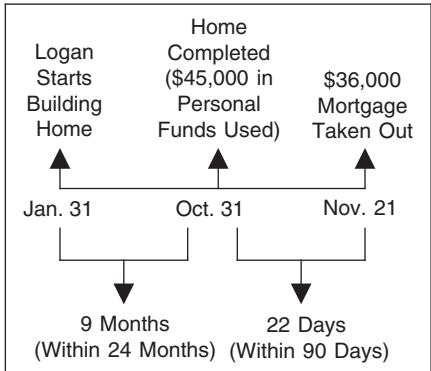 Logan
Starts
Building
Home
Home
Completed
($45,000 in
Personal
Funds Used)
$36,000
Mortgage
Taken Out
Jan. 31
Oct. 31
Nov. 21
9 Months
(Within 24 Months)
22 Days
(Within 90 Days)